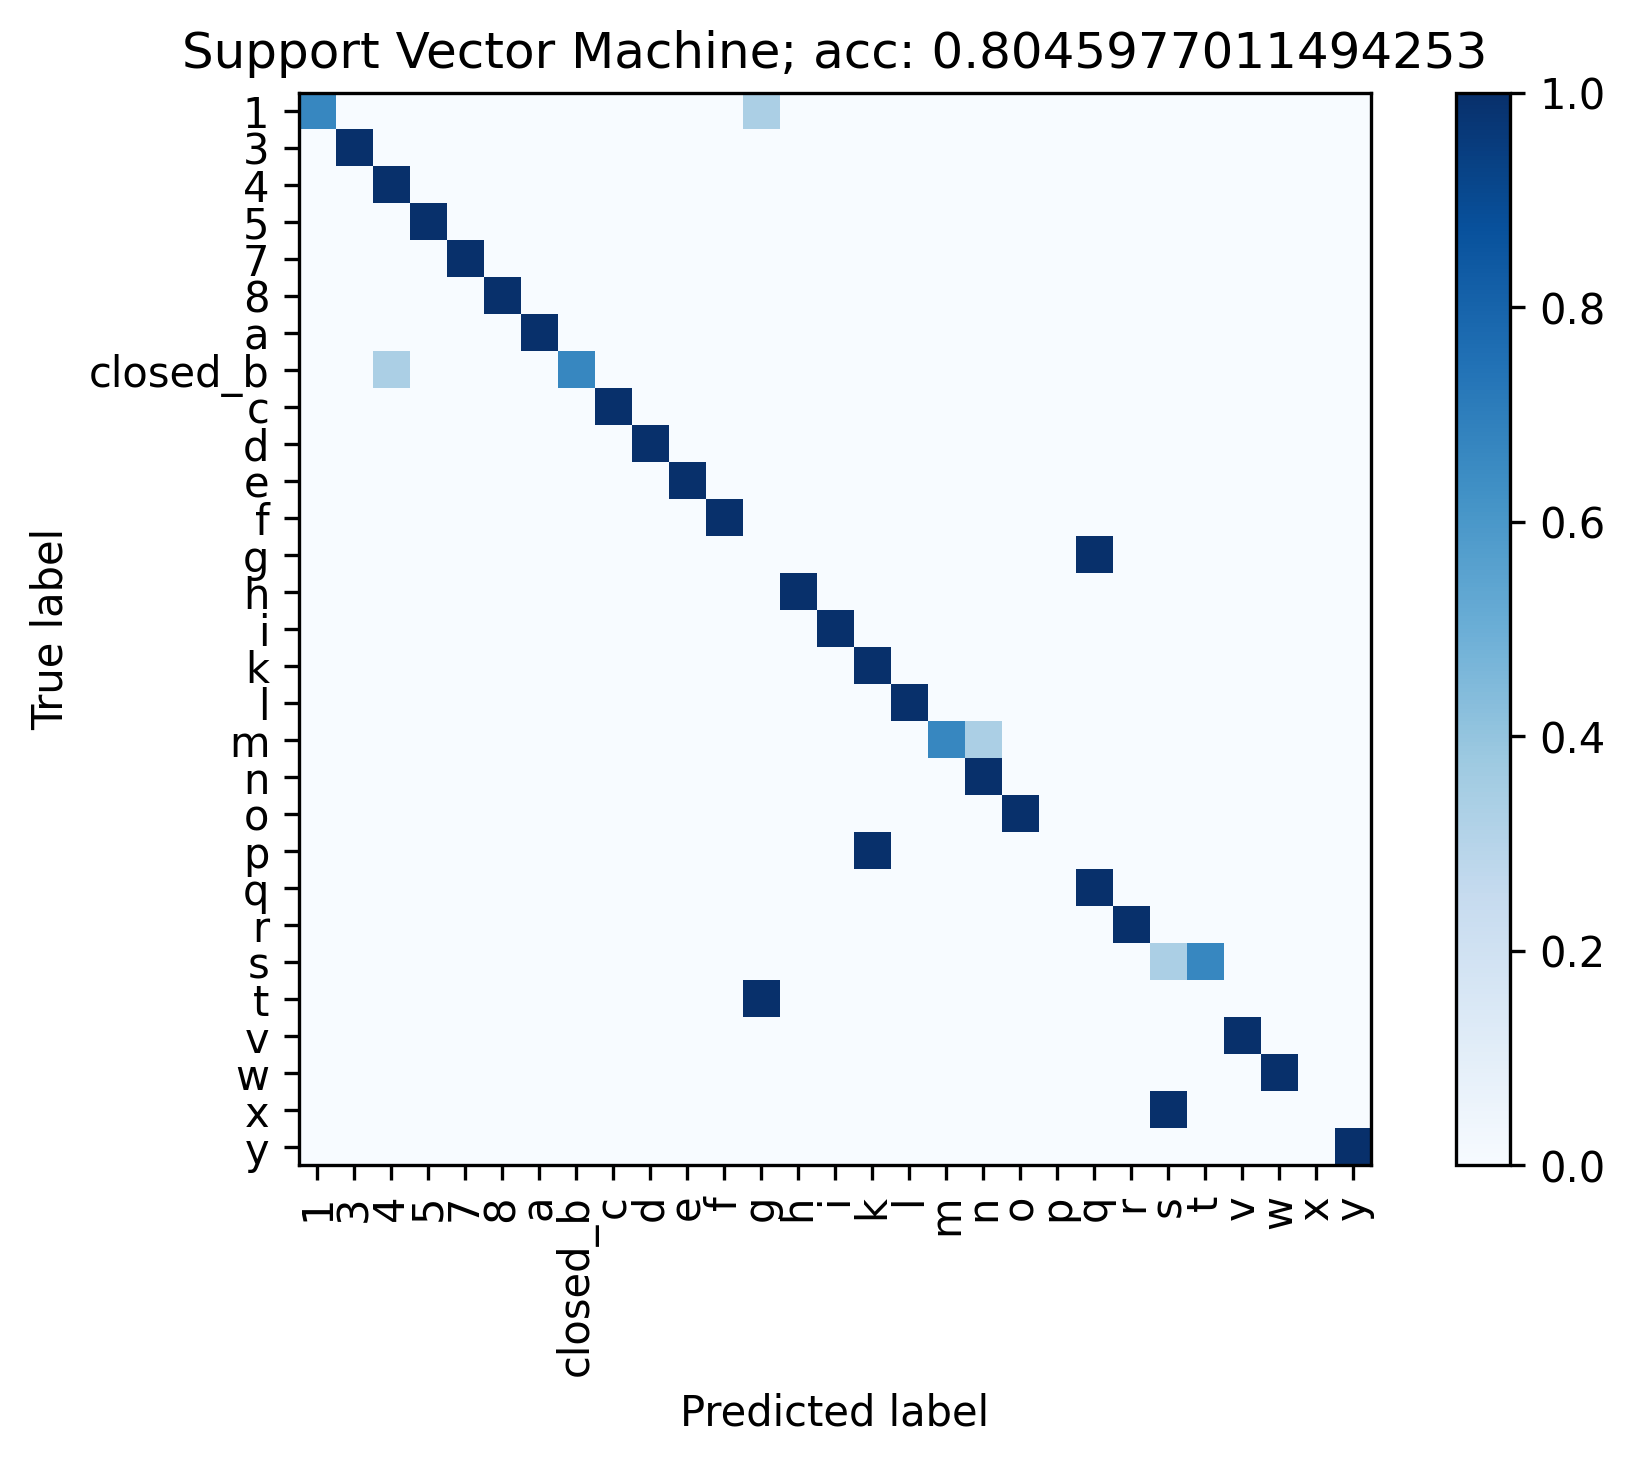 Support Vector Machine; acc: 0.8045977011494253
True label
1
3
4
5
7
8
a
closed_b
c
d
e
f
g
h
i
k
l
m
n
o
p
q
r
s
t
v
w
x
y
1
3
4
5
7
8
a
closed_b
c
d
e
f
g
h
i
k
l
m
n
o
p
q
r
s
t
v
w
x
y
Predicted label
1.0
0.8
0.6
0.4
0.2
0.0